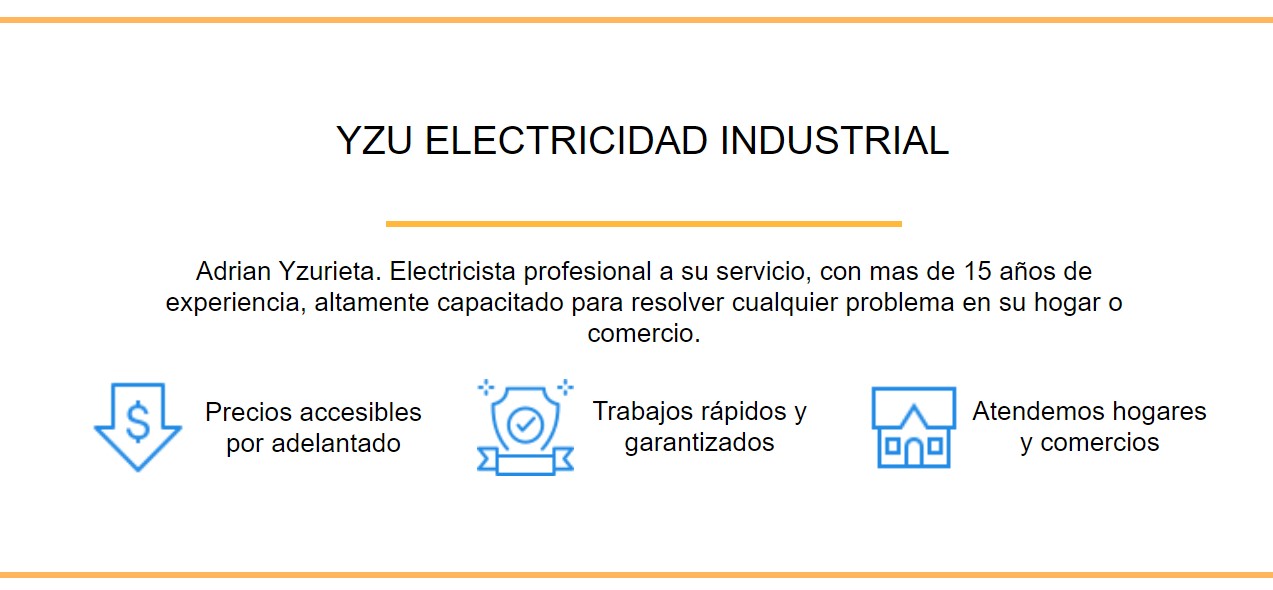 YZU ELECTRICIDAD INDUSTRIAL
Adrian Yzurieta. Electricista profesional a su servicio, con mas de 15 años de
experiencia, altamente capacitado para resolver cualquier problema en su hogar o
comercio.
$
Precios accesibles
por adelantado
Trabajos rápidos y
garantizados
Atendemos hogares
y comercios